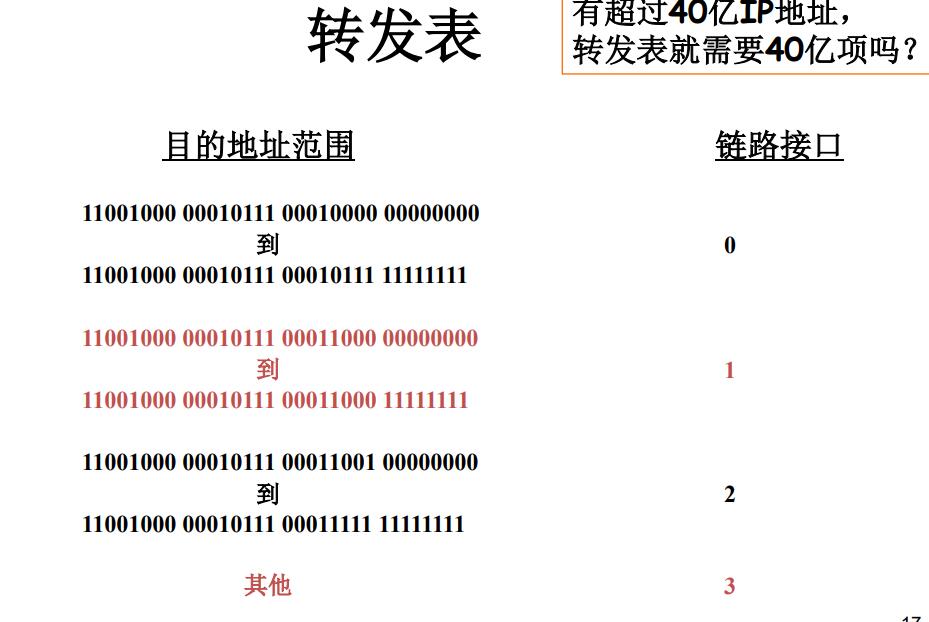 转发表
有超过40亿IP地址，
转发表就需要40亿项吗？
目的地址范围
链路接口
11001000 00010111 00010000 00000000
到
0
11001000 00010111 00010111 11111111
11001000 00010111 00011000 00000000
到
1
11001000 00010111 00011000 11111111
11001000 00010111 00011001 00000000
到
2
11001000 00010111 00011111 11111111
其他
3